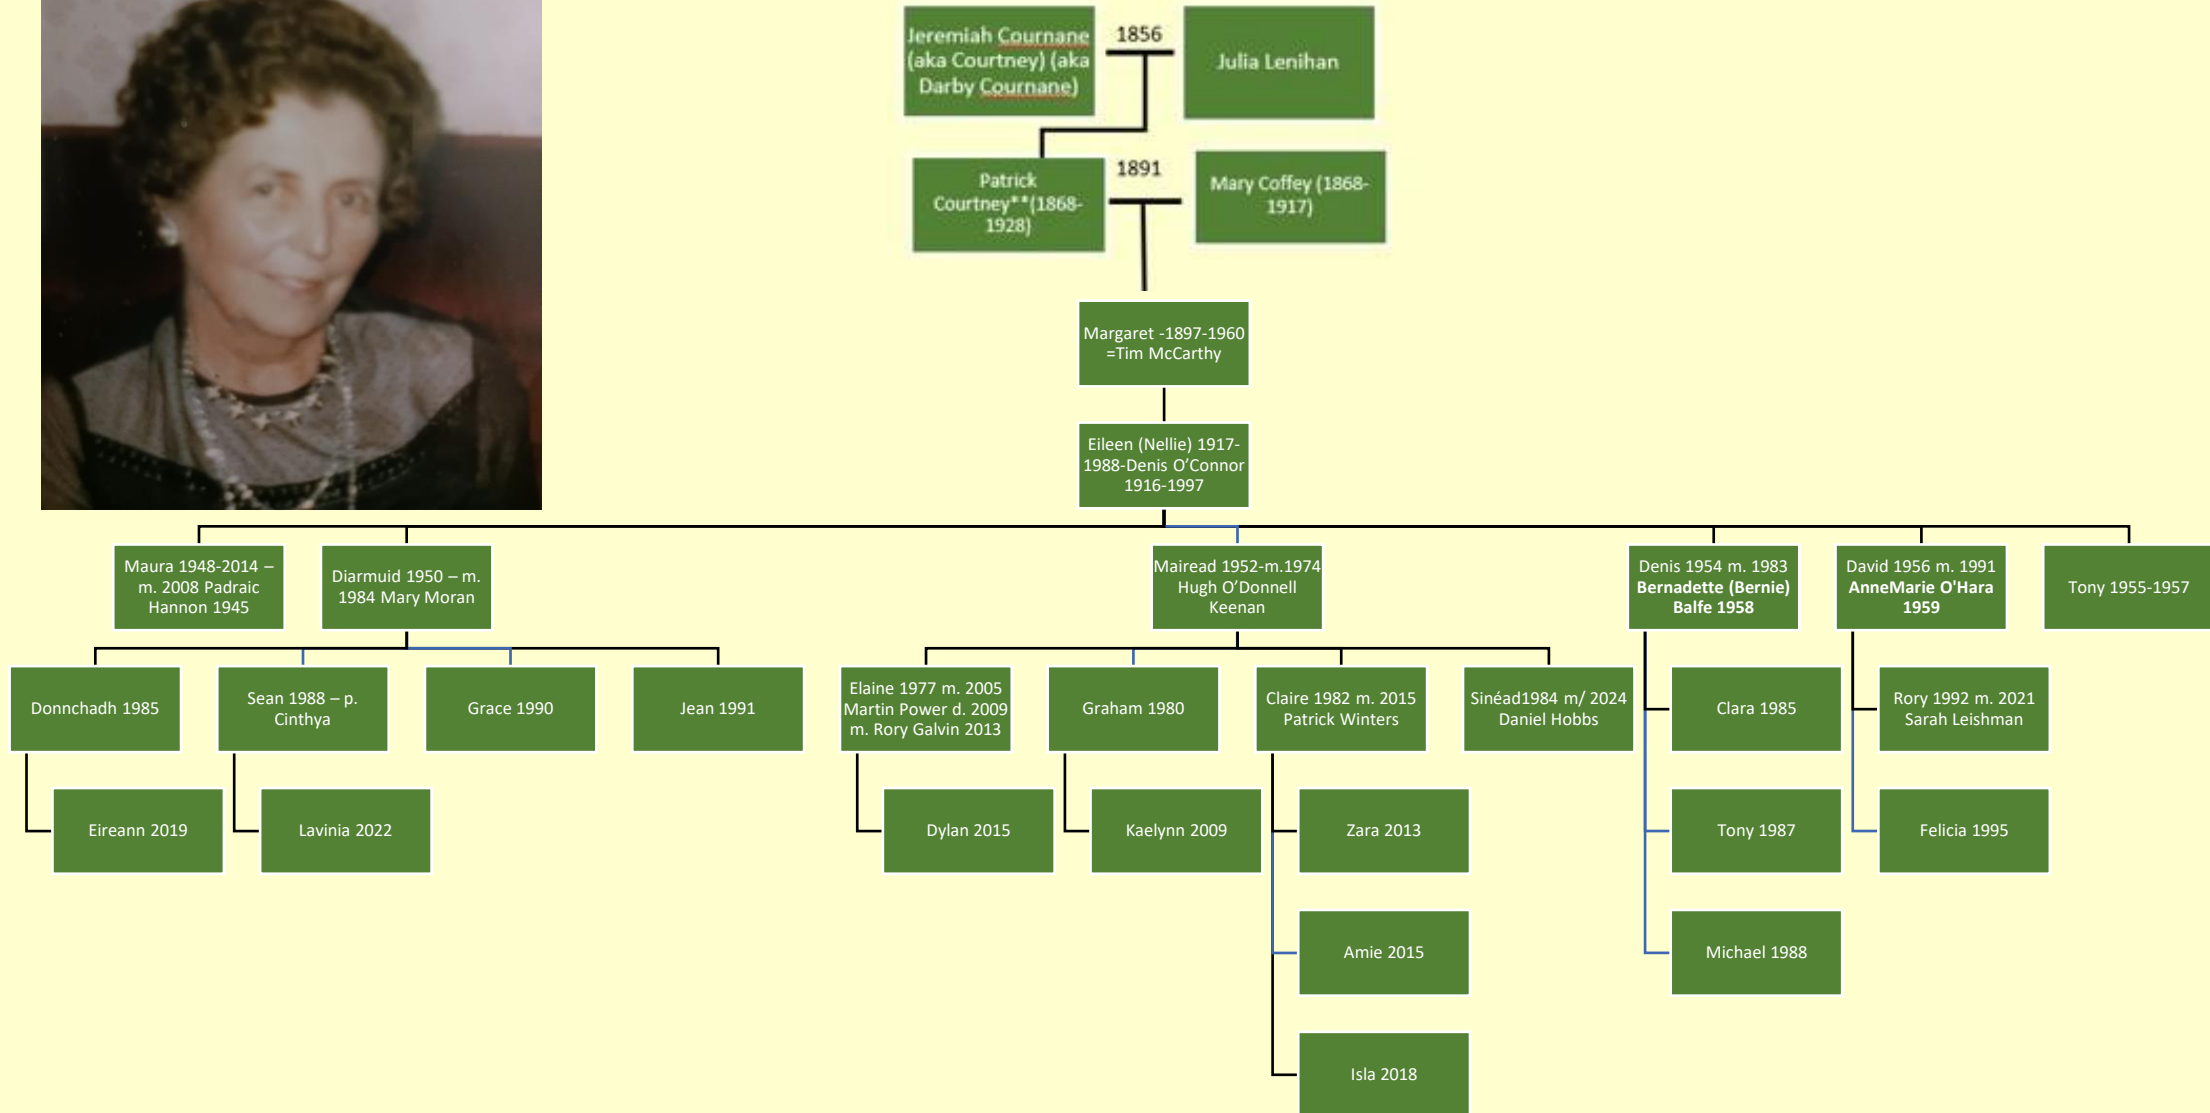 Jeremiah Cournane
(aka Courtney) (aka
Darby Cournane)
1856
Julia Lenihan
Patrick
Courtney**(1868-
1928)
1891
Mary Coffey (1868-
1917)
Margaret -1897-1960
=Tim McCarthy
Eileen (Nellie) 1917-
1988-Denis O’Connor
1916-1997
Maura 1948-2014 –
m. 2008 Padraic
Hannon 1945
Diarmuid 1950 – m.
1984 Mary Moran
Mairead 1952-m.1974
Hugh O’Donnell
Keenan
Denis 1954 m. 1983
Bernadette (Bernie)
Balfe 1958
David 1956 m. 1991
AnneMarie O'Hara
1959
Tony 1955-1957
Donnchadh 1985
Sean 1988 – p.
Cinthya
Grace 1990
Jean 1991
Elaine 1977 m. 2005
Martin Power d. 2009
m. Rory Galvin 2013
Graham 1980
Claire 1982 m. 2015
Patrick Winters
Sinéad1984 m/ 2024
Daniel Hobbs
Clara 1985
Rory 1992 m. 2021
Sarah Leishman
Eireann 2019
Lavinia 2022
Dylan 2015
Kaelynn 2009
Zara 2013
Tony 1987
Felicia 1995
Amie 2015
Michael 1988
Isla 2018